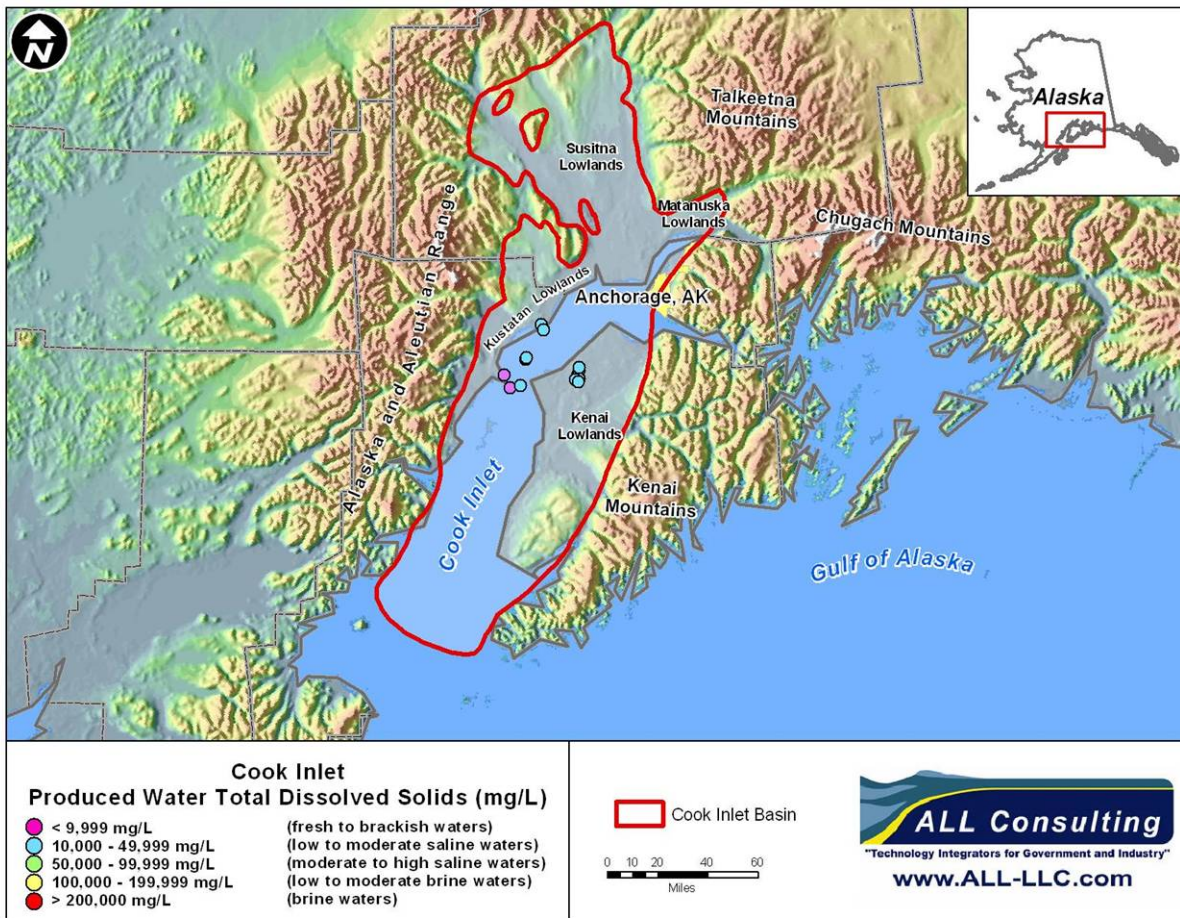 N
Alaska
Talkeetna
Mountains
Susitna
Lowlands
Matanuska
Lowlands
Chugach Mountains
Alaska and Aleutian Range
Kustatan Lowlands
Anchorage, AK
Kenai
Lowlands
Kenai
Mountains
Cook Inlet
Gulf of Alaska
Cook Inlet
Produced Water Total Dissolved Solids (mg/L)
< 9,999 mg/L (fresh to brackish waters)
10,000 - 49,999 mg/L (low to moderate saline waters)
50,000 - 99,999 mg/L (moderate to high saline waters)
100,000 - 199,999 mg/L (low to moderate brine waters)
> 200,000 mg/L (brine waters)
Cook Inlet Basin
0 10 20 40 60
Miles
ALL Consulting
"Technology Integrators for Government and Industry"
www.ALL-LLC.com